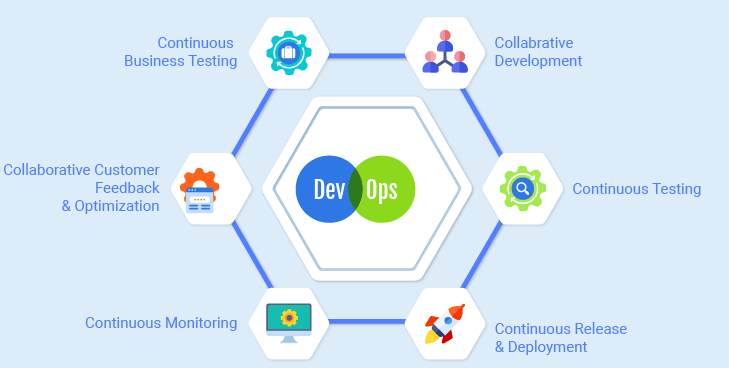 Continuous
Business Testing
Collabrative
Development
Collaborative Customer
Feedback
& Optimization
Dev Ops
Continuous Testing
Continuous Monitoring
Continuous Release
& Deployment